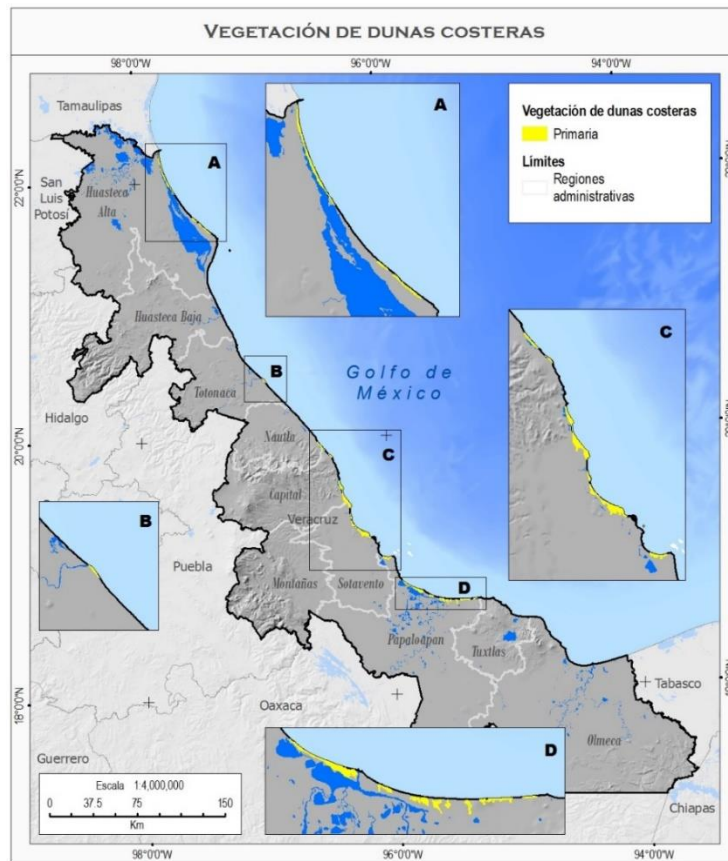 VEGETACIÓN DE DUNAS COSTERAS
98°0'0"W
96°0'0"W
94°0'0"W
Vegetación de dunas costeras
Primaria
Límites
Regiones
administrativas
A
Tamaulipas
A
San
Luis
Potosí
22°0'0"N
Huasteca
Alta
Huasteca Baja
C
B
Golfo de
México
Totonaca
Hidalgo
20°0'0"N
Nautla
C
Capital
Veracruz
B
Puebla
Montañas
Sotavento
D
Papaloapan
Tuxtlas
Tabasco
Oaxaca
18°0'0"N
Olmeca
Guerrero
D
Escala 1:4,000,000
0 37.5 75 150
Km
Chiapas
98°0'0"W
96°0'0"W
94°0'0"W